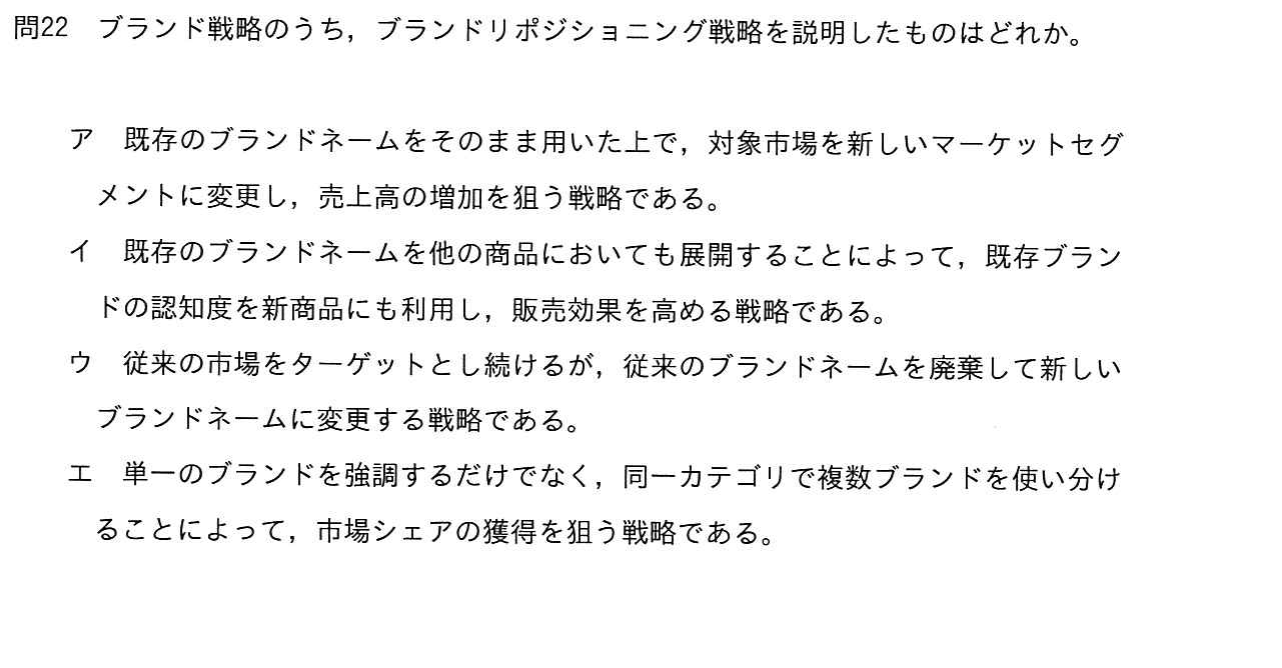 問22　ブランド戦略のうち，ブランドリポジショニング戦略を説明したものはどれか。
ア　既存のブランドネームをそのまま用いた上で，対象市場を新しいマーケットセグ
メントに変更し，売上高の増加を狙う戦略である。
イ　既存のブランドネームを他の商品においても展開することによって，既存ブラン
ドの認知度を新商品にも利用し，販売効果を高める戦略である。
ウ　従来の市場をターゲットとし続けるが，従来のブランドネームを廃棄して新しい
ブランドネームに変更する戦略である。
エ　単一のブランドを強調するだけでなく，同一カテゴリで複数ブランドを使い分け
ることによって，市場シェアの獲得を狙う戦略である。